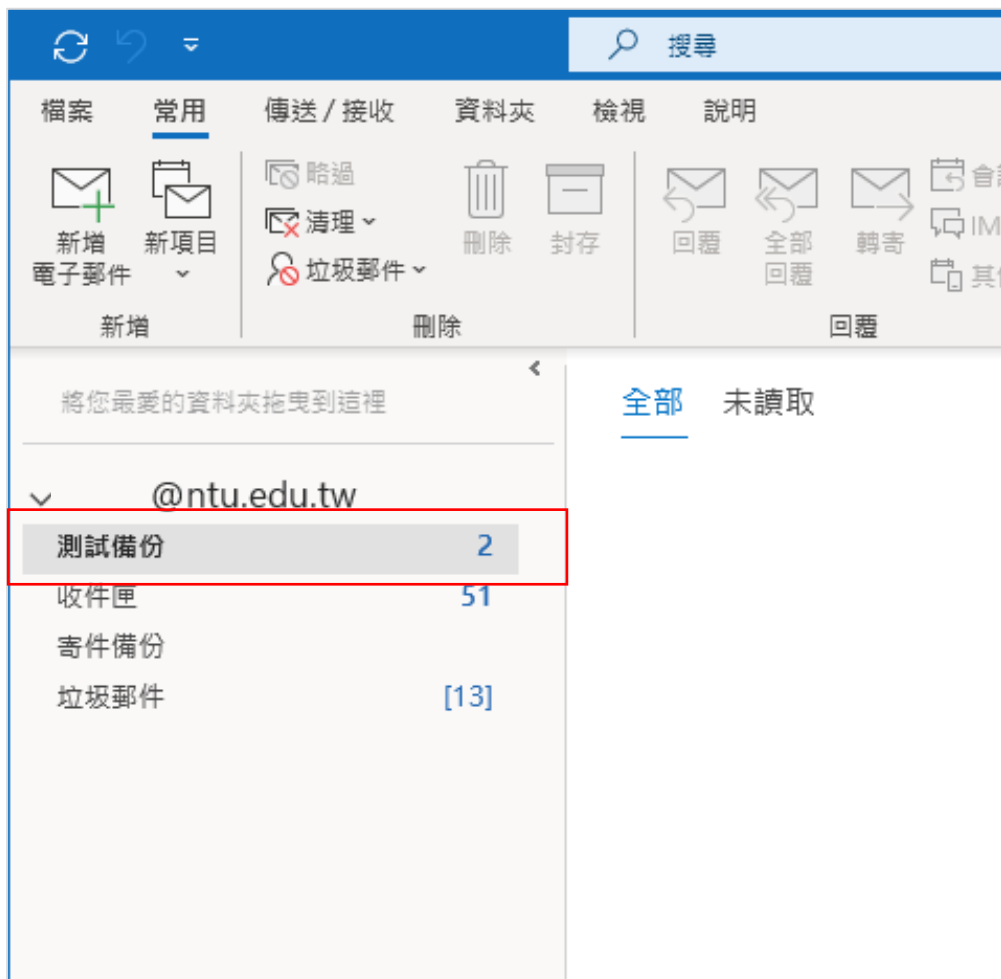 搜尋
檔案 常用 傳送 / 接收 資料夾 檢視 說明
新增
電子郵件
新項目
略過
清理
垃圾郵件
刪除
封存
回覆
全部
回覆
轉寄
IM
新增
刪除
回覆
將您最愛的資料夾拖曳到這裡
全部 未讀取
@ntu.edu.tw
測試備份 2
收件匣 51
寄件備份
垃圾郵件 [13]